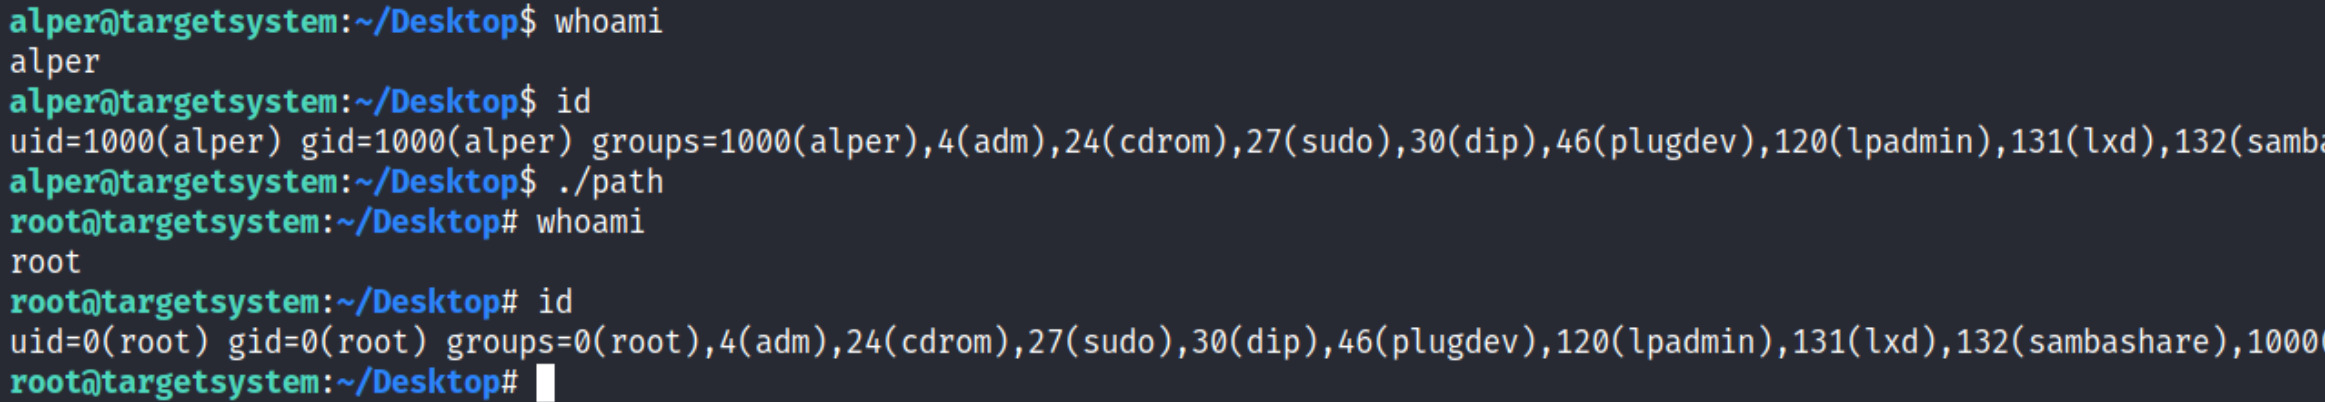 alper@targetsystem:~/Desktop$ whoami
alper
alper@targetsystem:~/Desktop$ id
uid=1000(alper) gid=1000(alper) groups=1000(alper),4(adm),24(cdrom),27(sudo),30(dip),46(plugdev),120(lpadmin),131(lxd),132(samba
alper@targetsystem:~/Desktop$ ./path
root@targetsystem:~/Desktop# whoami
root
root@targetsystem:~/Desktop# id
uid=0(root) gid=0(root) groups=0(root),4(adm),24(cdrom),27(sudo),30(dip),46(plugdev),120(lpadmin),131(lxd),132(sambashare),1000(
root@targetsystem:~/Desktop#